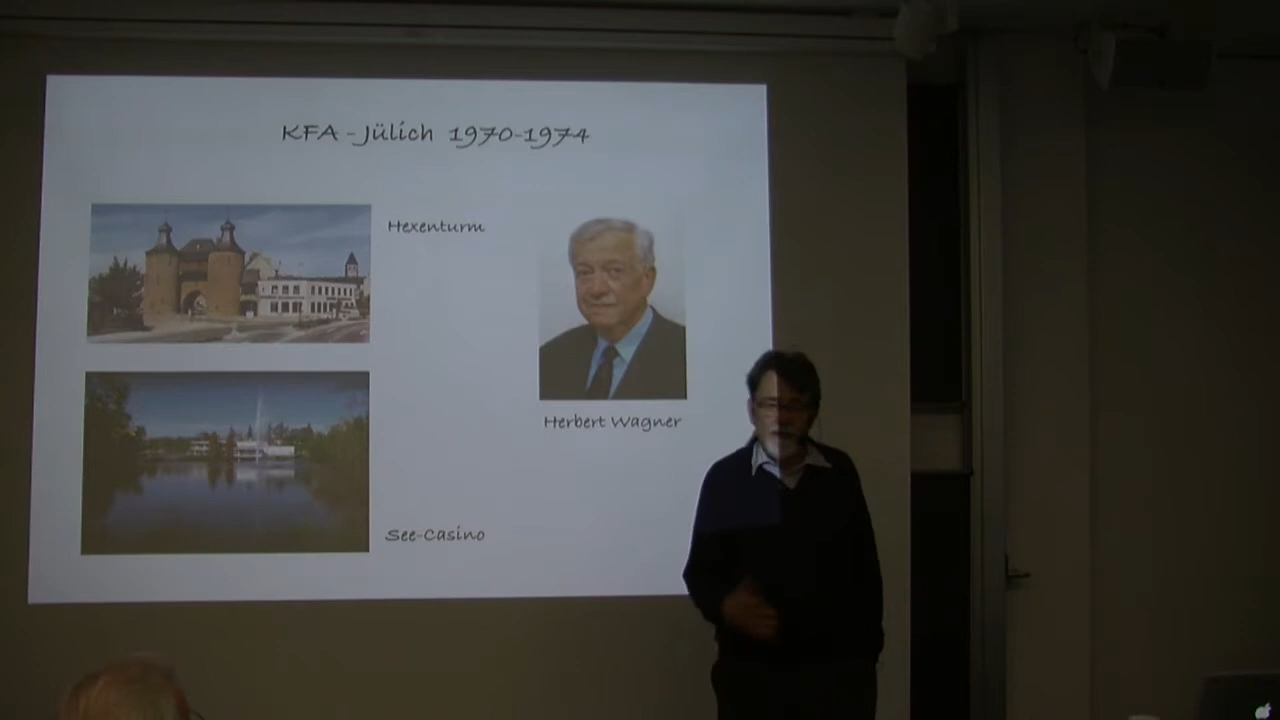 KFA - Jülich 1970-1974
Hexenturm
Herbert Wagner
See-Casino